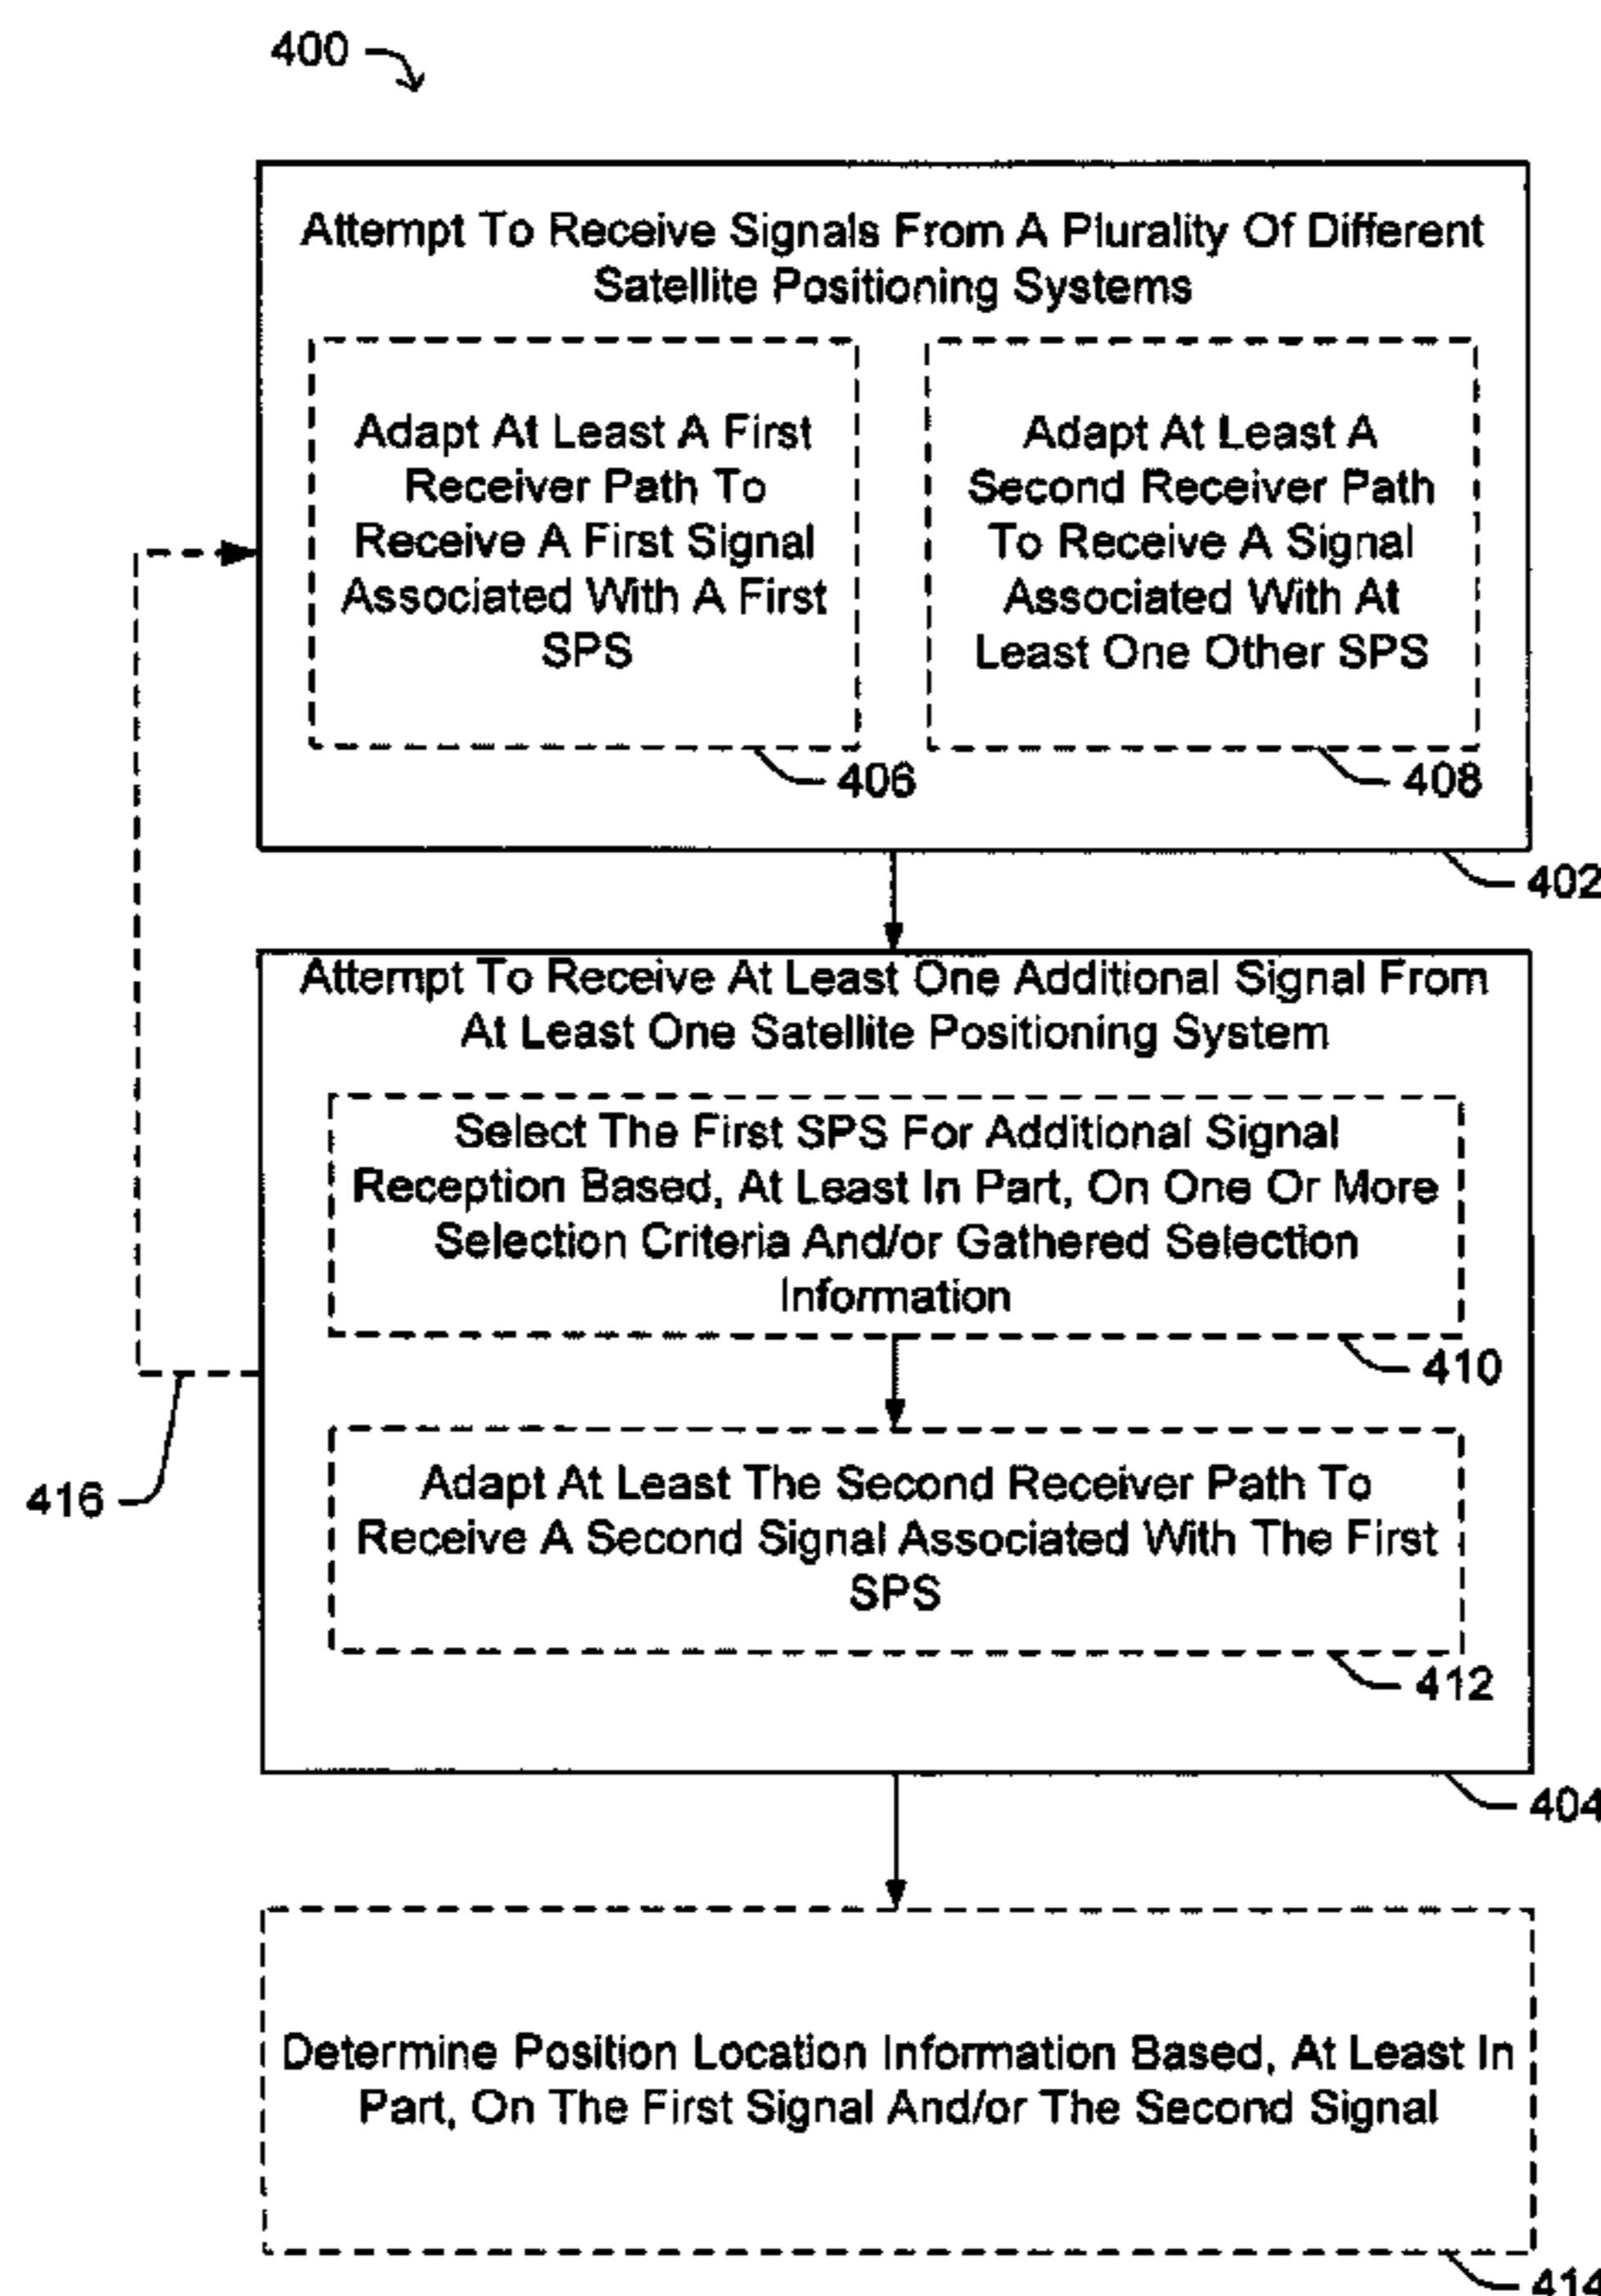 400
Attempt To Receive Signals From A Plurality Of Different
Satellite Positioning Systems
Adapt At Least A First
Receiver Path To
Receive A First Signal
Associated With A First
SPS
406
Adapt At Least A
Second Receiver Path
To Receive A Signal
Associated With At
Least One Other SPS
408
402
Attempt To Receive At Least One Additional Signal From
At Least One Satellite Positioning System
Select The First SPS For Additional Signal
Reception Based, At Least In Part, On One Or More
Selection Criteria And/or Gathered Selection
Information
410
Adapt At Least The Second Receiver Path To
Receive A Second Signal Associated With The First
SPS
412
416
404
Determine Position Location Information Based, At Least In
Part, On The First Signal And/or The Second Signal
414